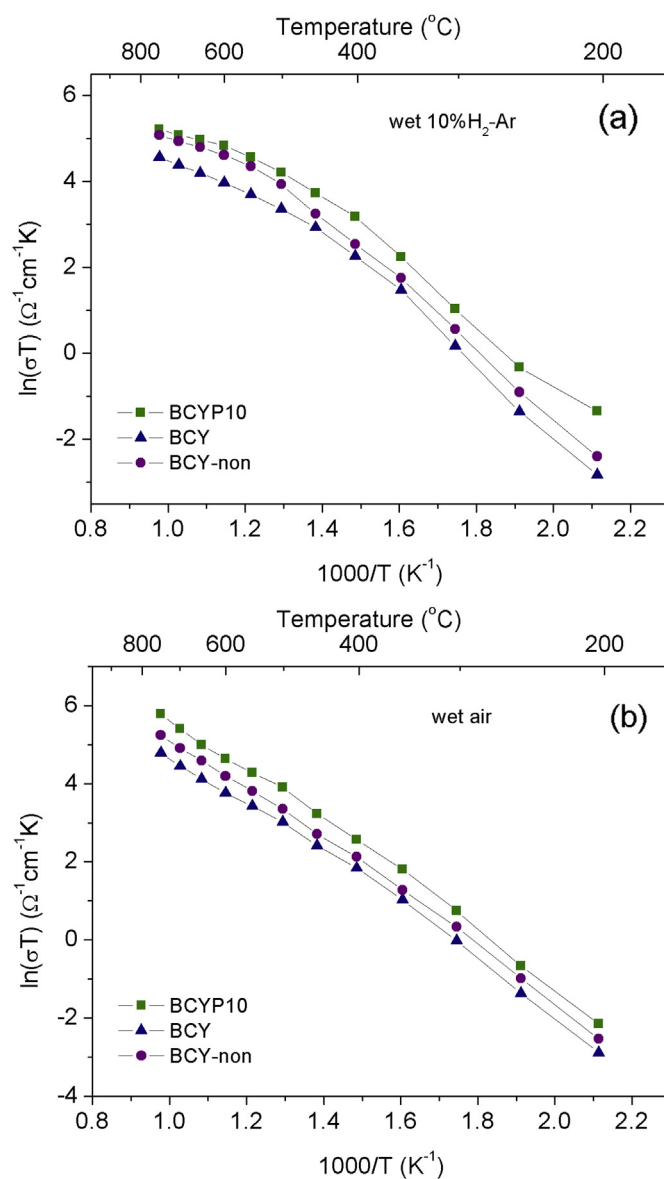 Temperature (°C)
800 600 400 200
(a)
wet 10%H₂-Ar
6
4
2
0
-2
ln(σT) (Ω⁻¹cm⁻¹K)
BCYP10
BCY
BCY-non
0.8 1.0 1.2 1.4 1.6 1.8 2.0 2.2
1000/T (K⁻¹)
Temperature (°C)
800 600 400 200
(b)
wet air
6
4
2
0
-2
-4
ln(σT) (Ω⁻¹cm⁻¹K)
BCYP10
BCY
BCY-non
0.8 1.0 1.2 1.4 1.6 1.8 2.0 2.2
1000/T (K⁻¹)